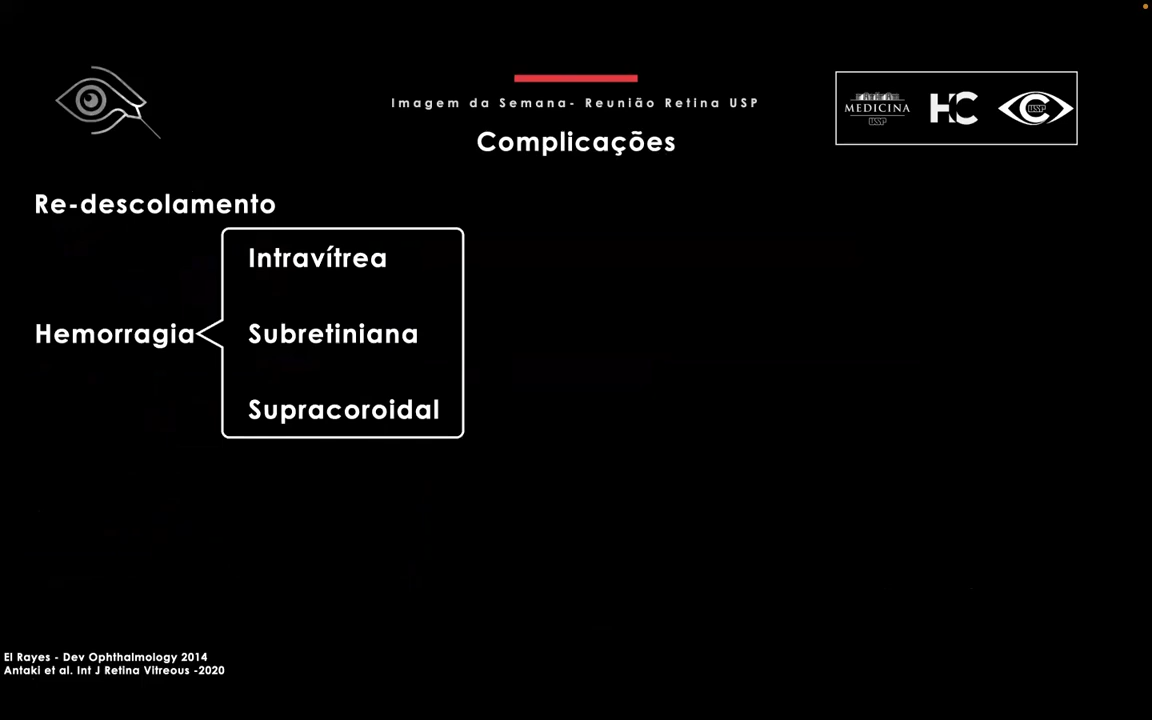 Imagem da Semana- Reunião Retina USP
MEDICINA
USP
HC
USP
Complicações
Re-descolamento
Intravítrea
Hemorragia
Subretiniana
Supracoroidal
El Rayes - Dev Ophthalmology 2014
Antaki et al. Int J Retina Vitreous -2020